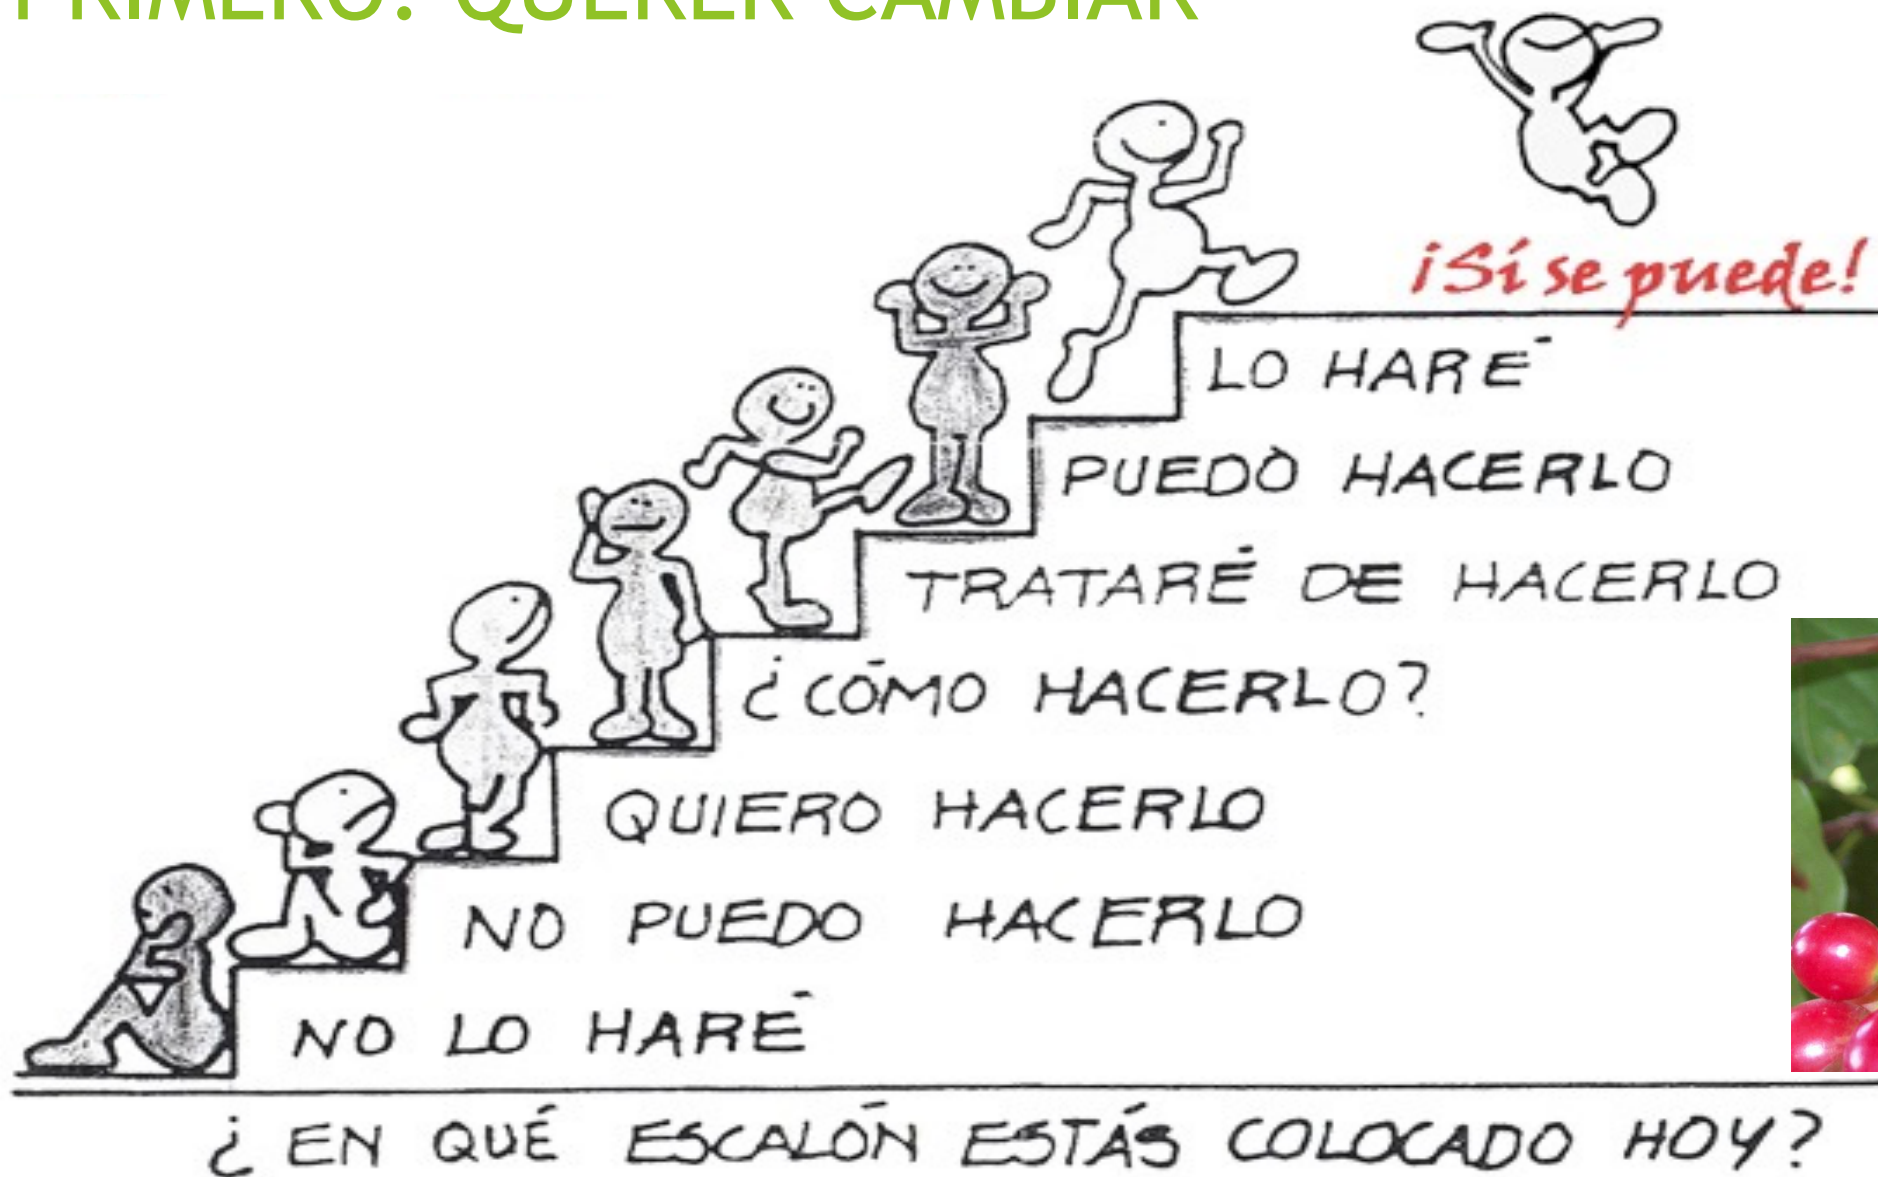 PRIMERO: QUERER CAMBIAR
¡Sí se puede!
LO HARÉ
PUEDO HACERLO
TRATARÉ DE HACERLO
¿CÓMO HACERLO?
QUIERO HACERLO
NO PUEDO HACERLO
NO LO HARÉ
¿EN QUÉ ESCALÓN ESTÁS COLOCADO HOY?